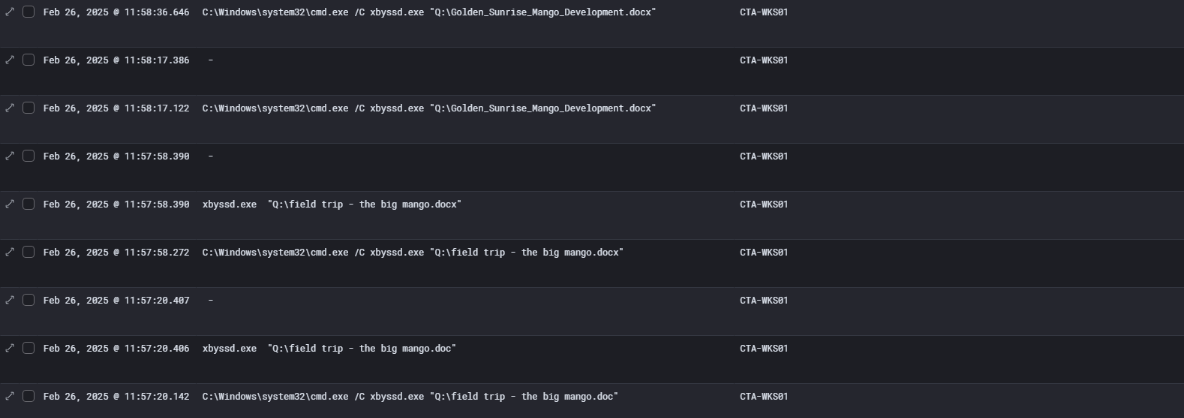 Feb 26, 2025 @ 11:58:36.646 C:\Windows\system32\cmd.exe /C xbyssd.exe "Q:\Golden_Sunrise_Mango_Development.docx" CTA-WKS01
Feb 26, 2025 @ 11:58:17.386 - CTA-WKS01
Feb 26, 2025 @ 11:58:17.122 C:\Windows\system32\cmd.exe /C xbyssd.exe "Q:\Golden_Sunrise_Mango_Development.docx" CTA-WKS01
Feb 26, 2025 @ 11:57:58.390 - CTA-WKS01
Feb 26, 2025 @ 11:57:58.390 xbyssd.exe "Q:\field trip - the big mango.docx" CTA-WKS01
Feb 26, 2025 @ 11:57:58.272 C:\Windows\system32\cmd.exe /C xbyssd.exe "Q:\field trip - the big mango.docx" CTA-WKS01
Feb 26, 2025 @ 11:57:20.407 - CTA-WKS01
Feb 26, 2025 @ 11:57:20.406 xbyssd.exe "Q:\field trip - the big mango.doc" CTA-WKS01
Feb 26, 2025 @ 11:57:20.142 C:\Windows\system32\cmd.exe /C xbyssd.exe "Q:\field trip - the big mango.doc" CTA-WKS01